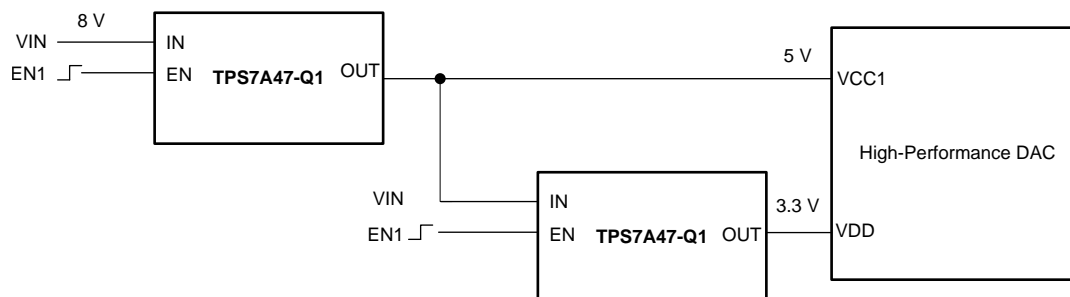 8 V
VIN
IN
EN1
EN
TPS7A47-Q1
OUT
5 V
VCC1
High-Performance DAC
VIN
IN
EN1
EN
TPS7A47-Q1
OUT
3.3 V
VDD